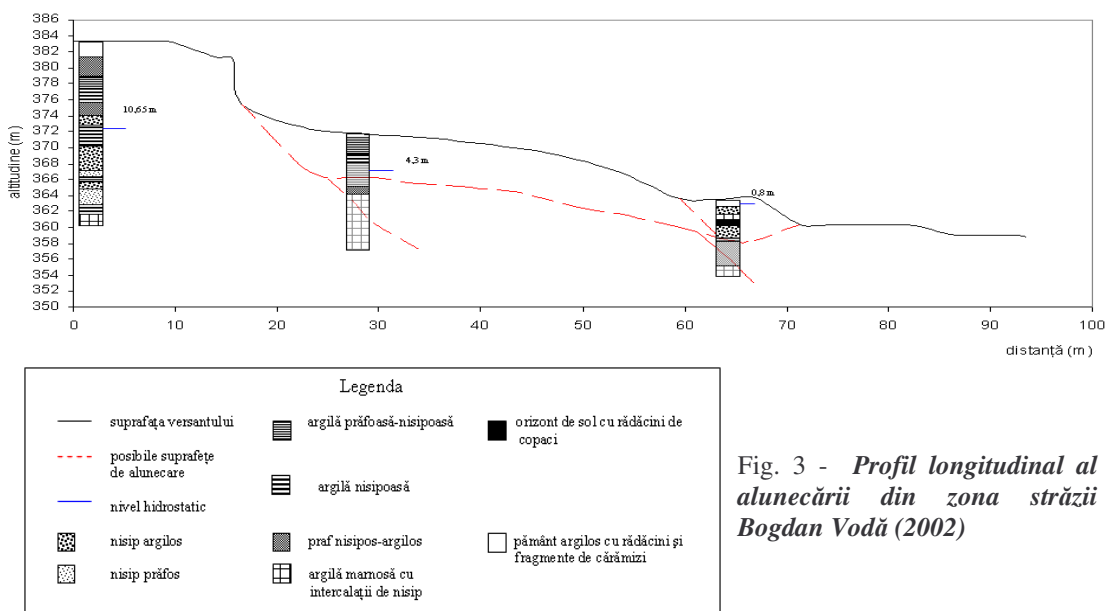 386
384
382
380
378
376
374
372
370
368
366
364
362
360
358
356
354
352
350
altitudine (m)
10,65 m
4,3 m
0,8 m
0
10
20
30
40
50
60
70
80
90
100
distanță (m)
Legenda
suprafața versantului
posibile suprafețe
de alunecare
nivel hidrostatic
nisip argilos
nisip prăfos
argilă prăfoasă-nisipoasă
argilă nisipoasă
praf nisipos-argilos
argilă marnosă cu
intercalații de nisip
orizont de sol cu rădăcini de
copaci
pământ argilos cu rădăcini și
fragmente de cărămizi
Fig. 3 - Profil longitudinal al
alunecării din zona străzii
Bogdan Vodă (2002)